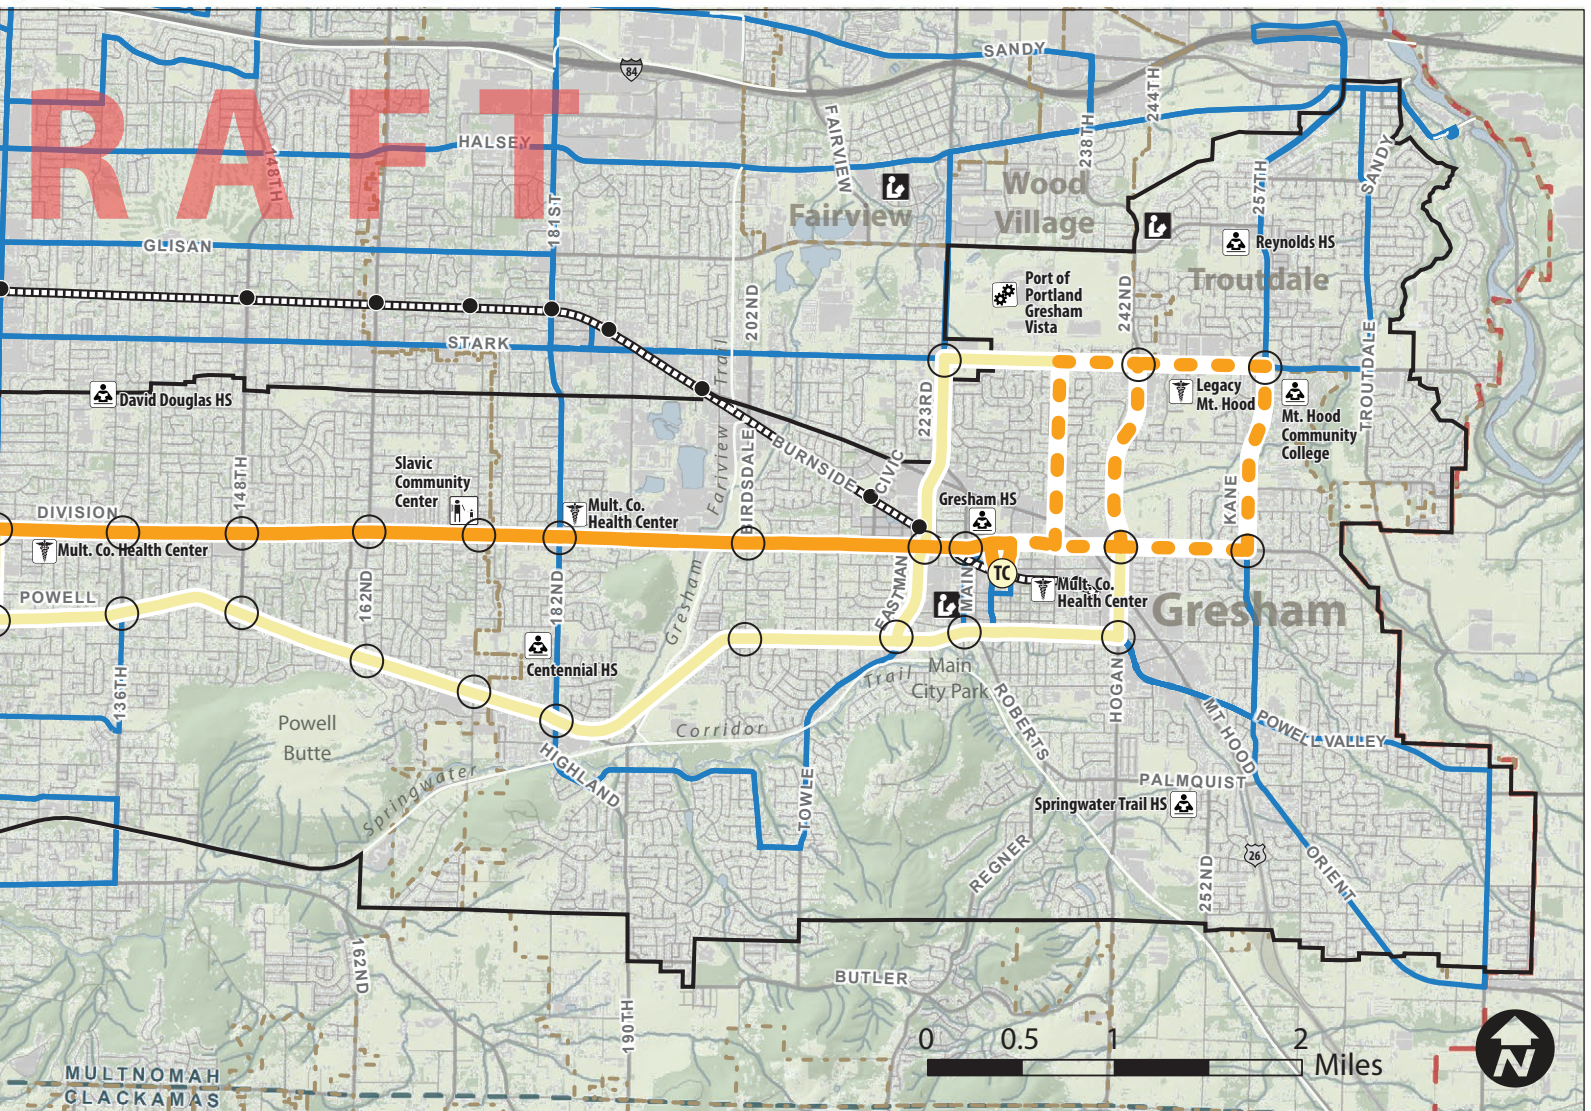 RAFT
SANDY
84
244TH
FAIRVIEW
238TH
HALSEY
148TH
SANDY
Wood
Village
Fairview
257TH
181ST
GLISAN
Reynolds HS
Troutdale
Port of
Portland
Gresham
Vista
242ND
202ND
STARK
TROUTDALE
Legacy
Mt. Hood
David Douglas HS
223RD
Mt. Hood
Community
College
Gresham Fariview Trail
BIRDSDALE
BURNSIDE
CIVIC
Slavic
Community
Center
148TH
KANE
Gresham HS
DIVISION
Mult. Co.
Health Center
Mult. Co. Health Center
TC
Mult. Co.
Health Center
POWELL
162ND
182ND
EASTMAN
MAIN
Gresham
Centennial HS
136TH
Main
City Park
Trail
HOGAN
ROBERTS
MT HOOD
POWELL VALLEY
Powell
Butte
Springwater
Corridor
HIGHLAND
TOWLE
PALMQUIST
Springwater Trail HS
REGNER
26
252ND
ORIENT
162ND
BUTLER
190TH
0 0.5 1 2
Miles
N
MULTNOMAH
CLACKAMAS